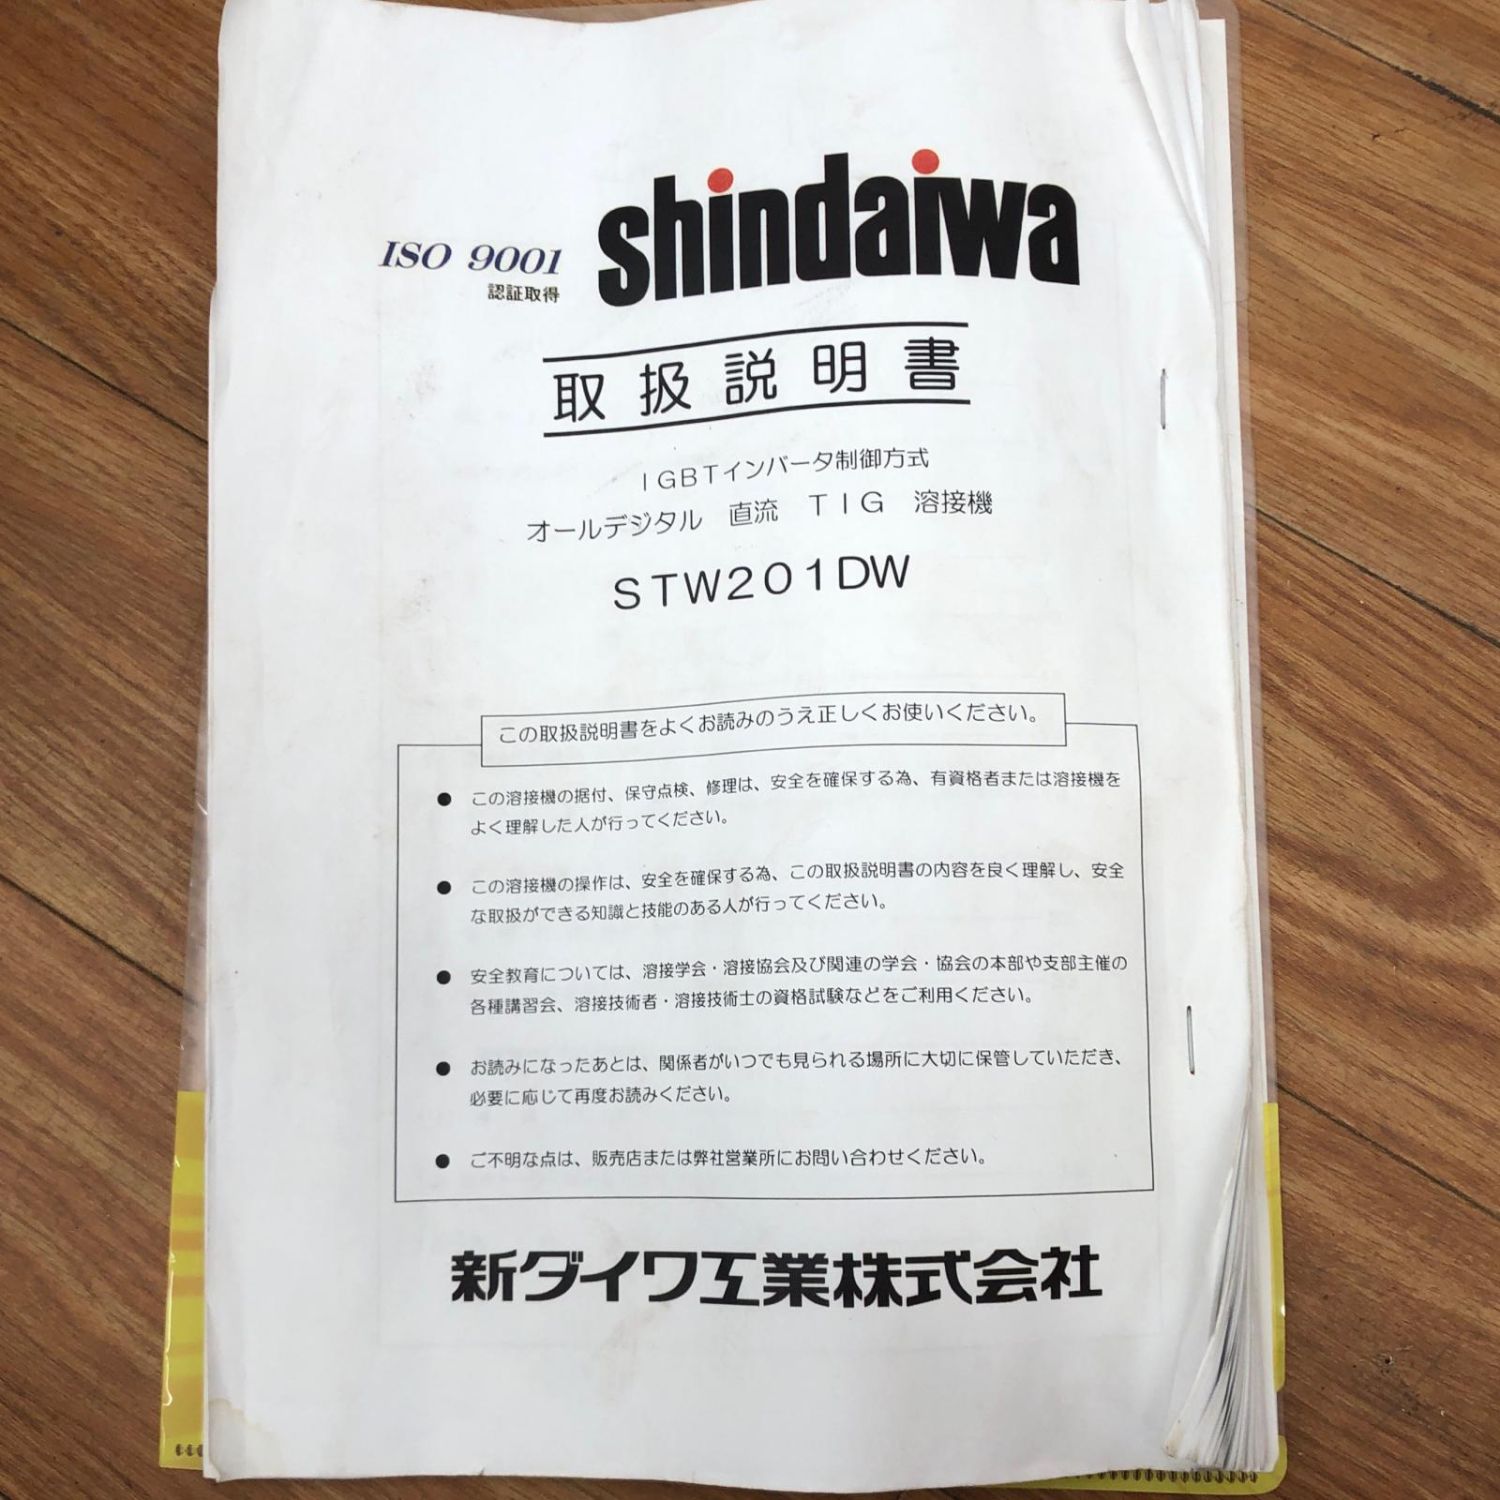 shindaiwa
ISO 9001
認証取得
取扱説明書
IGBTインバータ制御方式
オールデジタル 直流 TIG 溶接機
STW201DW
この取扱説明書をよくお読みのうえ正しくお使いください。
● この溶接機の据付、保守点検、修理は、安全を確保する為、有資格者または溶接機を
よく理解した人が行ってください。
● この溶接機の操作は、安全を確保する為、この取扱説明書の内容を良く理解し、安全
な取扱ができる知識と技能のある人が行ってください。
● 安全教育については、溶接学会・溶接協会及び関連の学会・協会の本部や支部主催の
各種講習会、溶接技術者・溶接技術士の資格試験などをご利用ください。
● お読みになったあとは、関係者がいつでも見られる場所に大切に保管していただき、
必要に応じて再度お読みください。
● ご不明な点は、販売店または弊社営業所にお問い合わせください。
新ダイワ工業株式会社